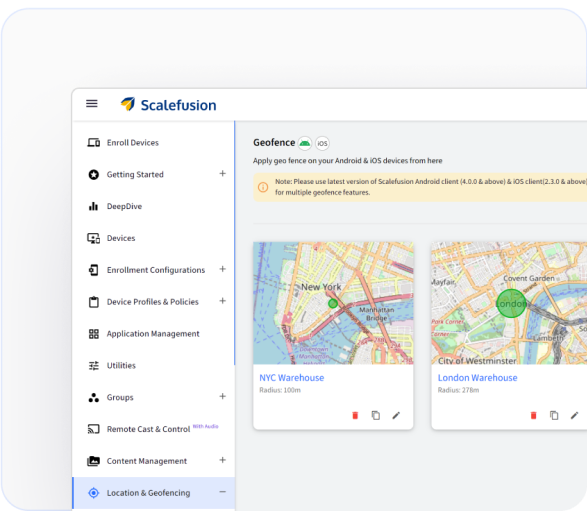 Scalefusion
Enroll Devices
Getting Started
DeepDive
Devices
Enrollment Configurations
Device Profiles & Policies
Application Management
Utilities
Groups
Remote Cast & Control With Audio
Content Management
Location & Geofencing
Geofence iOS
Apply geo fence on your Android & iOS devices from here
Note: Please use latest version of Scalefusion Android client (4.0.0 & above) & iOS client(2.3.0 & above)
for multiple geofence features.
New York
Manhattan
Bridge
Downtown
Manhattan
NYC Warehouse
Radius: 100m
Mayfair
Covent Garden
London
Park Corner
Lambeth
City of Westminster
London Warehouse
Radius: 278m